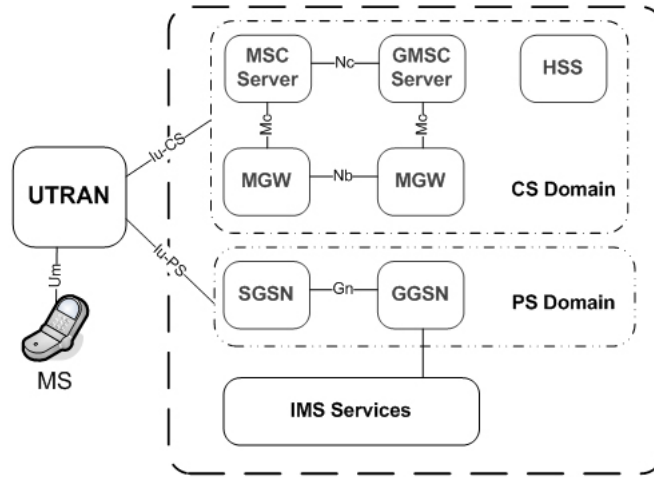 MSC
Server
Nc
GMSC
Server
HSS
Mc
Mc
Iu-CS
MGW
Nb
MGW
CS Domain
UTRAN
Iu-PS
Um
SGSN
Gn
GGSN
PS Domain
MS
IMS Services